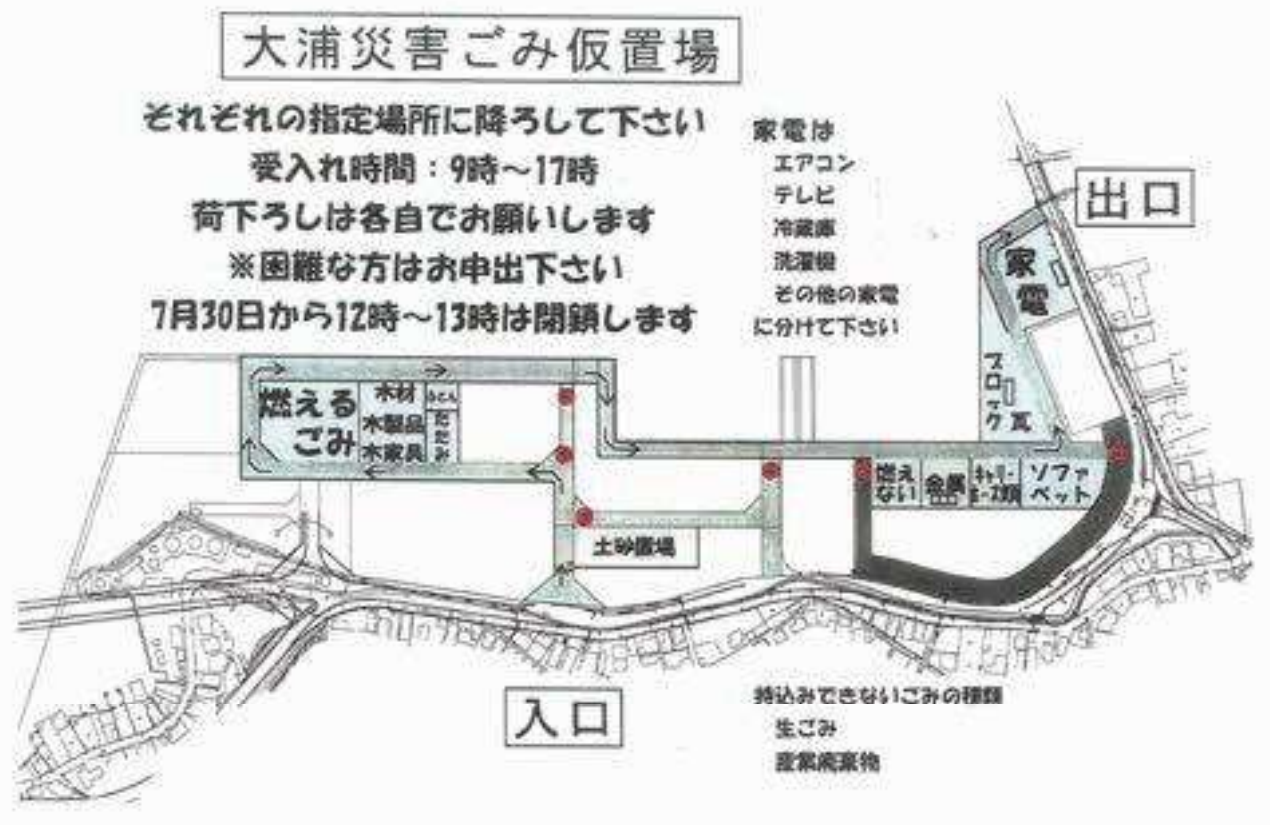 大浦災害ごみ仮置場
それぞれの指定場所に降ろして下さい
受入れ時間：9時～17時
荷下ろしは各自でお願いします
※困難な方はお申出下さい
7月30日から12時～13時は閉鎖します
家電は
エアコン
テレビ
冷蔵庫
洗濯機
その他の家電
に分けて下さい
出口
家電
ブロック
瓦
燃える
ごみ
木材
木製品
木家具
ふとん
たたみ
燃え
ない
金属
ソファ
ベット
土砂置場
入口
持込みできないごみの種類
生ごみ
産業廃棄物